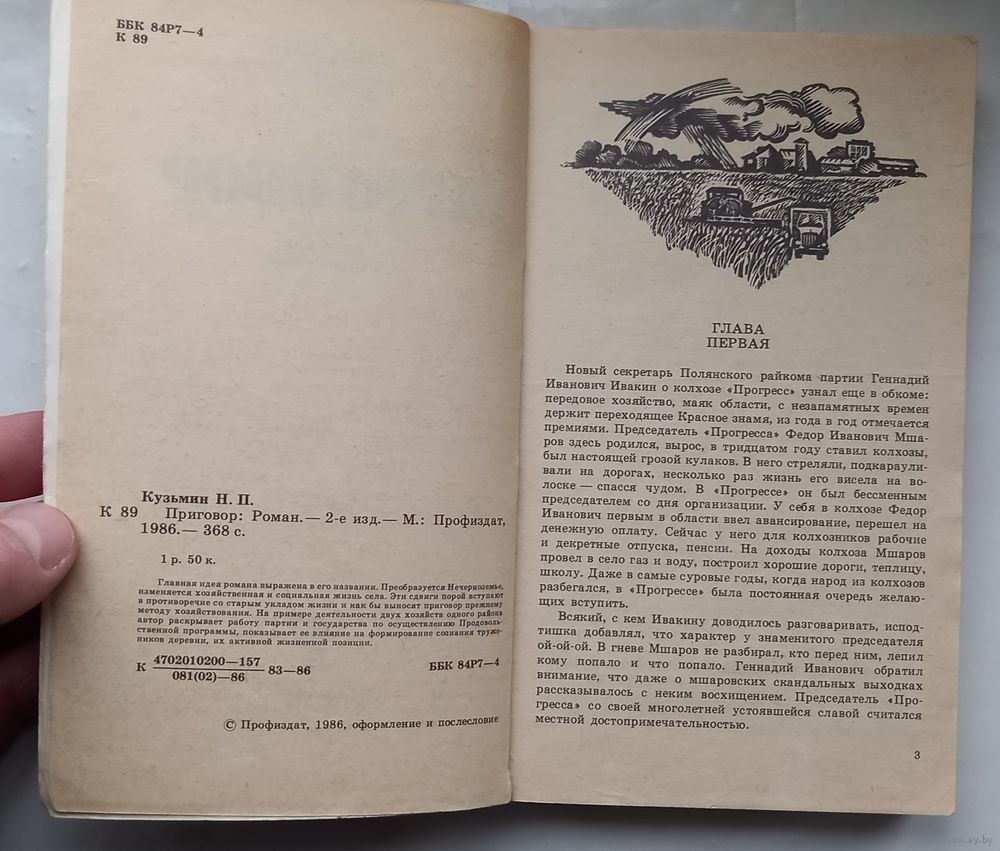 ББК 84Р7—4
К 89
Кузьмин Н. П.
К 89 Приговор: Роман.— 2-е изд.— М.: Профиздат,
1986.— 368 с.
1 р. 50 к.
Главная идея романа выражена в его названии. Преобразуется Нечерноземье,
изменяется хозяйственная и социальная жизнь села. Эти сдвиги порой вступают
в противоречие со старым укладом жизни и как бы выносят приговор прежнему
методу хозяйствования. На примере деятельности двух хозяйств одного района
автор раскрывает работу партии и государства по осуществлению Продоволь-
ственной программы, показывает ее влияние на формирование сознания труже-
ников деревни, их активной жизненной позиции.
К 4702010200—157
081(02)—86 83—86
ББК 84Р7—4
© Профиздат, 1986, оформление и послесловие
ГЛАВА
ПЕРВАЯ
Новый секретарь Полянского райкома партии Геннадий
Иванович Ивакин о колхозе «Прогресс» узнал еще в обкоме:
передовое хозяйство, маяк области, с незапамятных времен
держит переходящее Красное знамя, из года в год отмечается
премиями. Председатель «Прогресса» Федор Иванович Мша-
ров здесь родился, вырос, в тридцатом году ставил колхозы,
был настоящей грозой кулаков. В него стреляли, подкараули-
вали на дорогах, несколько раз жизнь его висела на во-
лоске — спасся чудом. В «Прогрессе» он был бессменным
председателем со дня организации. У себя в колхозе Федор
Иванович первым в области ввел авансирование, перешел на
денежную оплату. Сейчас у него для колхозников рабочие
и декретные отпуска, пенсии. На доходы колхоза Мшаров
провел в село газ и воду, построил хорошие дороги, теплицу,
школу. Даже в самые суровые годы, когда народ из колхозов
разбегался, в «Прогрессе» была постоянная очередь желаю-
щих вступить.
Всякий, с кем Ивакину доводилось разговаривать, испод-
тишка добавлял, что характер у знаменитого председателя
ой-ой-ой. В гневе Мшаров не разбирал, кто перед ним, лепил
кому попало и что попало. Геннадий Иванович обратил
внимание, что даже о мшаровских скандальных выходках
рассказывалось с неким восхищением. Председатель «Про-
гресса» со своей многолетней устоявшейся славой считался
местной достопримечательностью.
3
www.ay.by